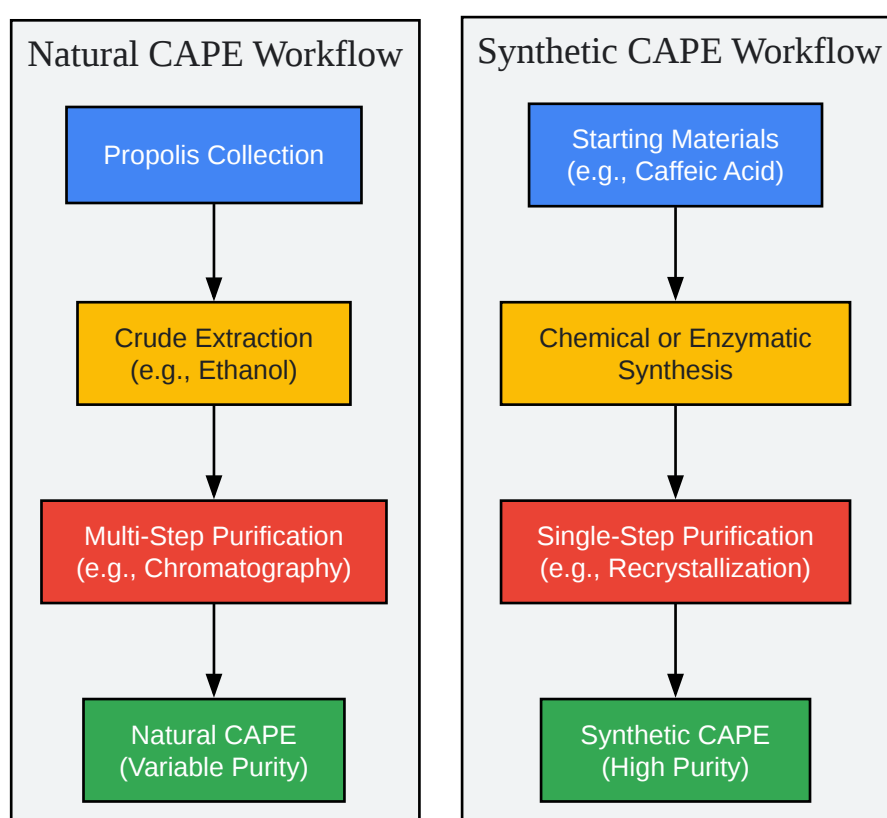 Natural CAPE Workflow
Propolis Collection
Crude Extraction
(e.g., Ethanol)
Multi-Step Purification
(e.g., Chromatography)
Natural CAPE
(Variable Purity)
Synthetic CAPE Workflow
Starting Materials
(e.g., Caffeic Acid)
Chemical or Enzymatic
Synthesis
Single-Step Purification
(e.g., Recrystallization)
Synthetic CAPE
(High Purity)